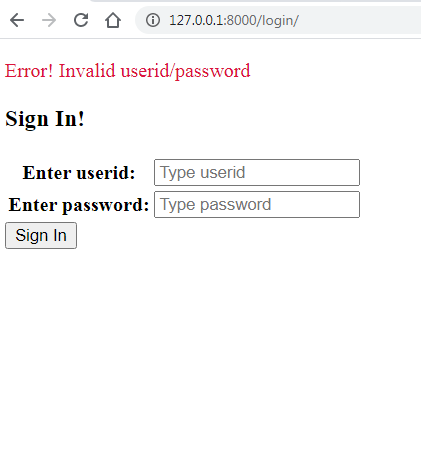 127.0.0.1:8000/login/
Error! Invalid userid/password
Sign In!
Enter userid: Type userid
Enter password: Type password
Sign In